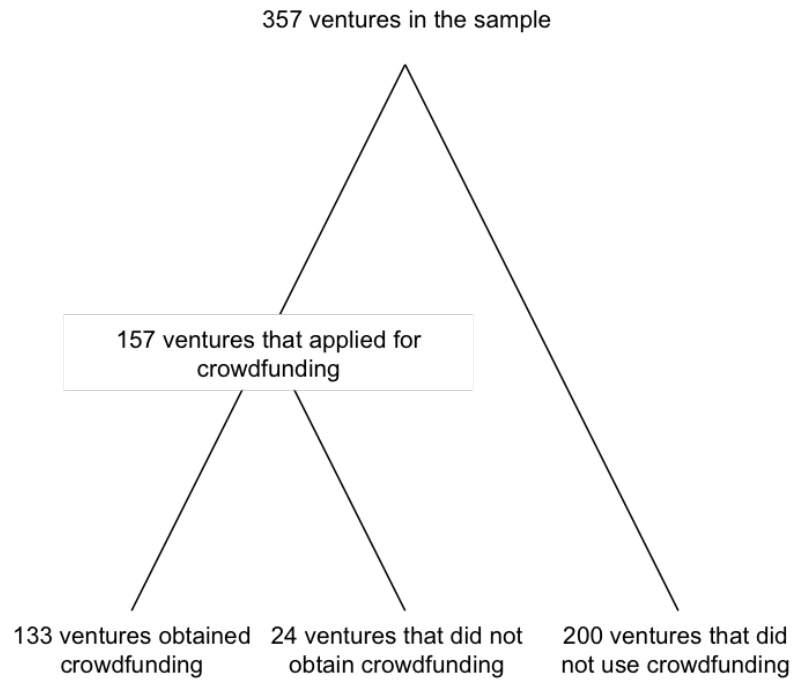 357 ventures in the sample
157 ventures that applied for
crowdfunding
133 ventures obtained
crowdfunding
24 ventures that did not
obtain crowdfunding
200 ventures that did
not use crowdfunding